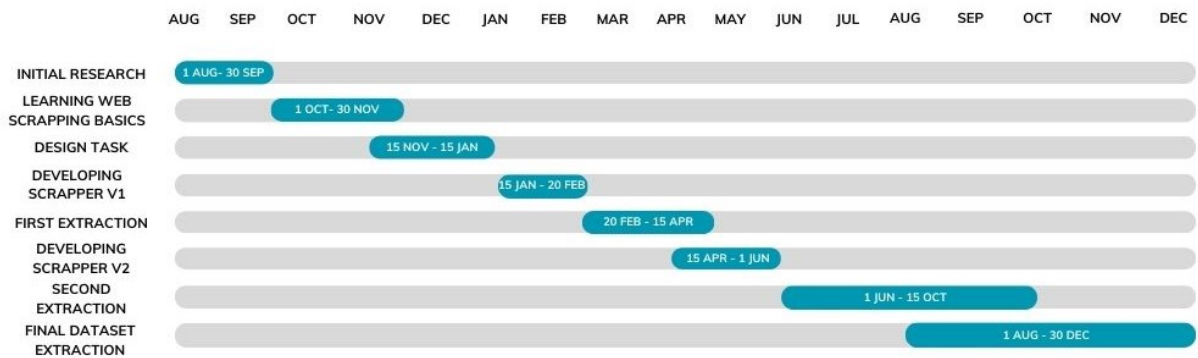 AUG SEP OCT NOV DEC JAN FEB MAR APR MAY JUN JUL AUG SEP OCT NOV DEC
INITIAL RESEARCH 1 AUG- 30 SEP
LEARNING WEB
SCRAPPING BASICS
1 OCT- 30 NOV
DESIGN TASK 15 NOV - 15 JAN
DEVELOPING
SCRAPPER V1
15 JAN - 20 FEB
FIRST EXTRACTION 20 FEB - 15 APR
DEVELOPING
SCRAPPER V2
15 APR - 1 JUN
SECOND
EXTRACTION
1 JUN - 15 OCT
FINAL DATASET
EXTRACTION
1 AUG - 30 DEC